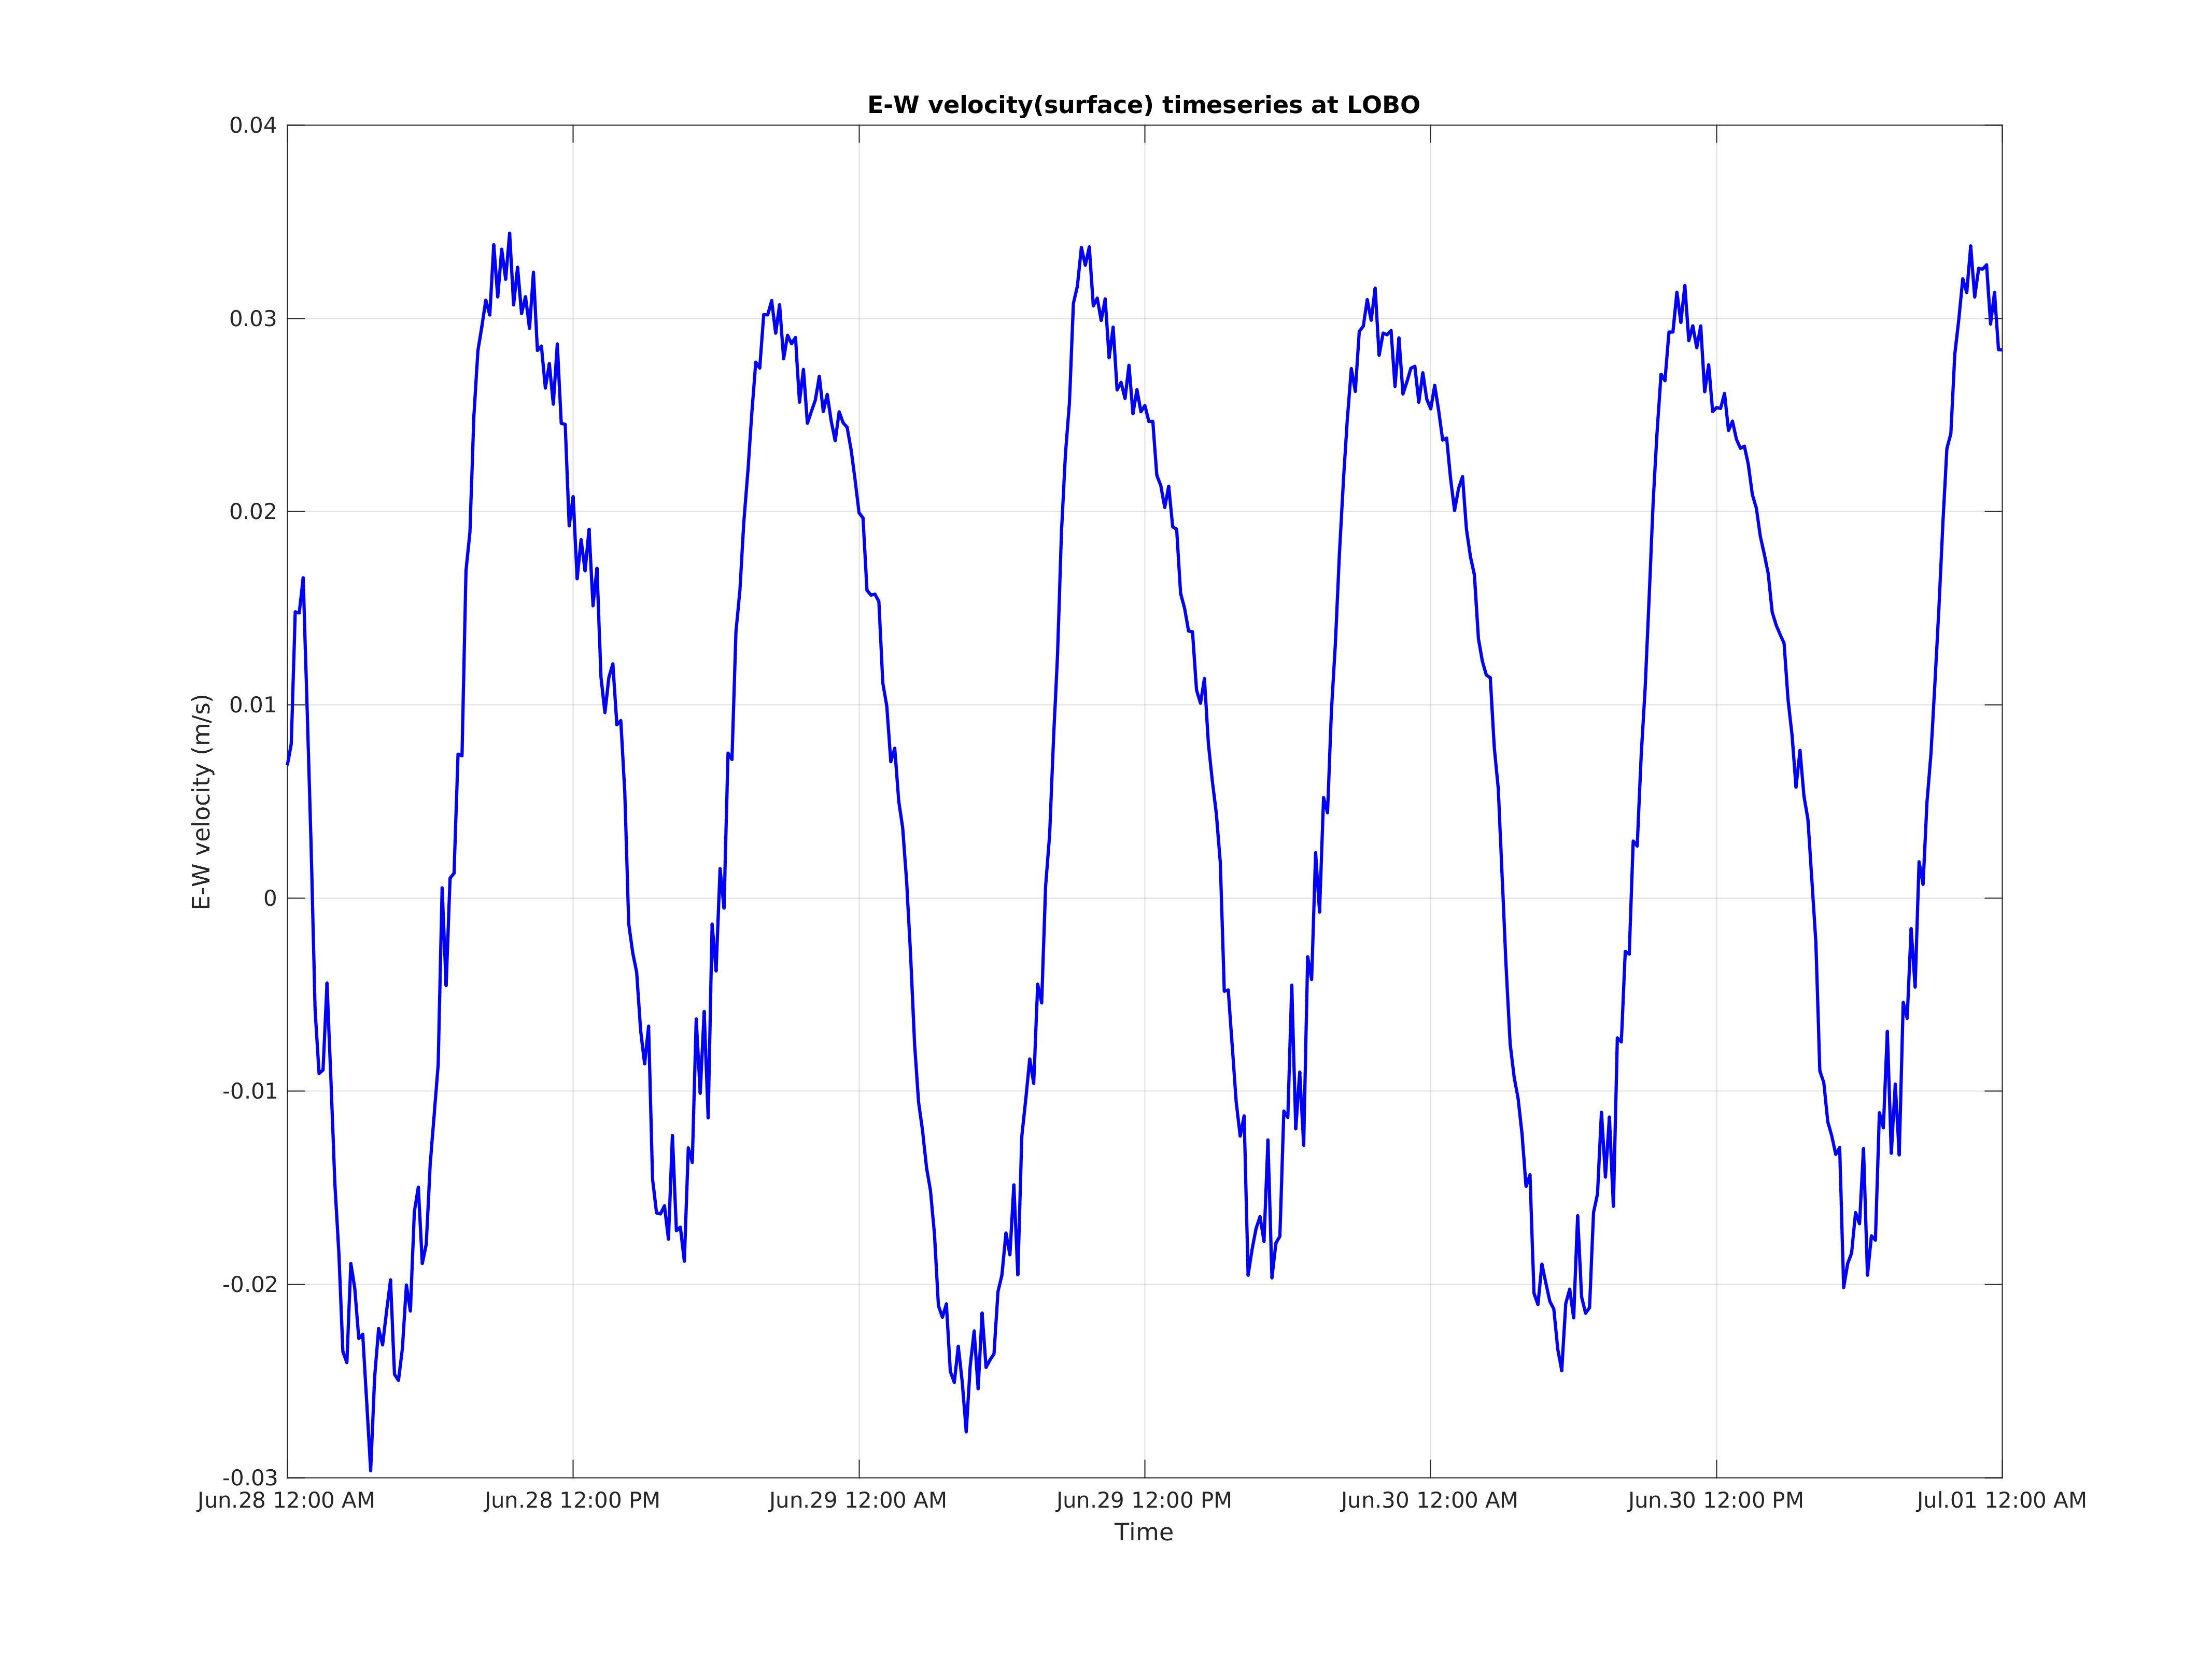 E-W velocity(surface) timeseries at LOBO
0.04
0.03
0.02
0.01
0
-0.01
-0.02
-0.03
E-W velocity (m/s)
Jun.28 12:00 AM
Jun.28 12:00 PM
Jun.29 12:00 AM
Jun.29 12:00 PM
Jun.30 12:00 AM
Jun.30 12:00 PM
Jul.01 12:00 AM
Time